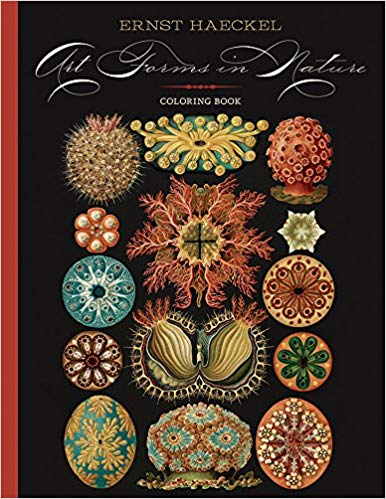 ERNST HAECKEL
Art Forms in Nature
COLORING BOOK